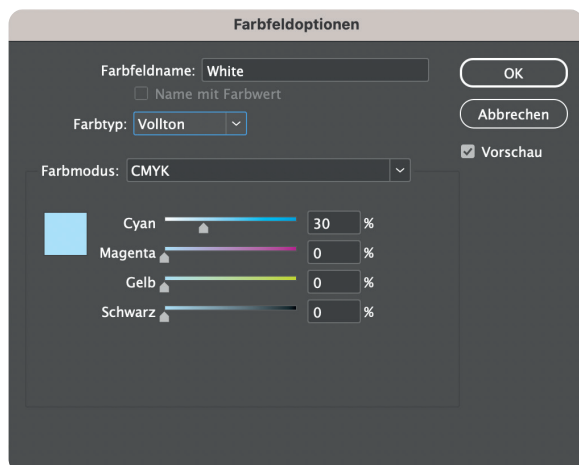 Farbfeldoptionen
Farbfeldname: White
OK
Name mit Farbwert
Abbrechen
Farbtyp: Vollton
Vorschau
Farbmodus: CMYK
Cyan 30 %
Magenta 0 %
Gelb 0 %
Schwarz 0 %